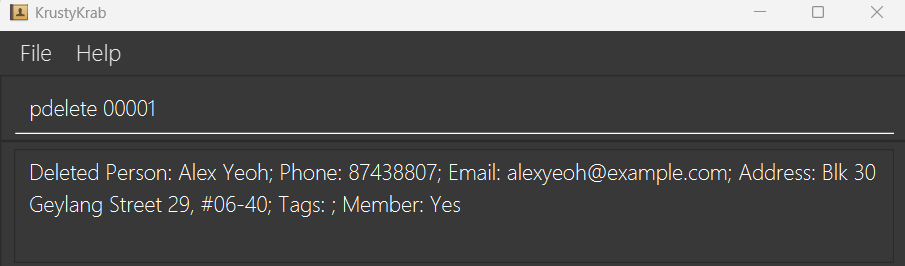 KrustyKrab
File Help
pdelete 00001
Deleted Person: Alex Yeoh; Phone: 87438807; Email: alexyeoh@example.com; Address: Blk 30
Geylang Street 29, #06-40; Tags: ; Member: Yes